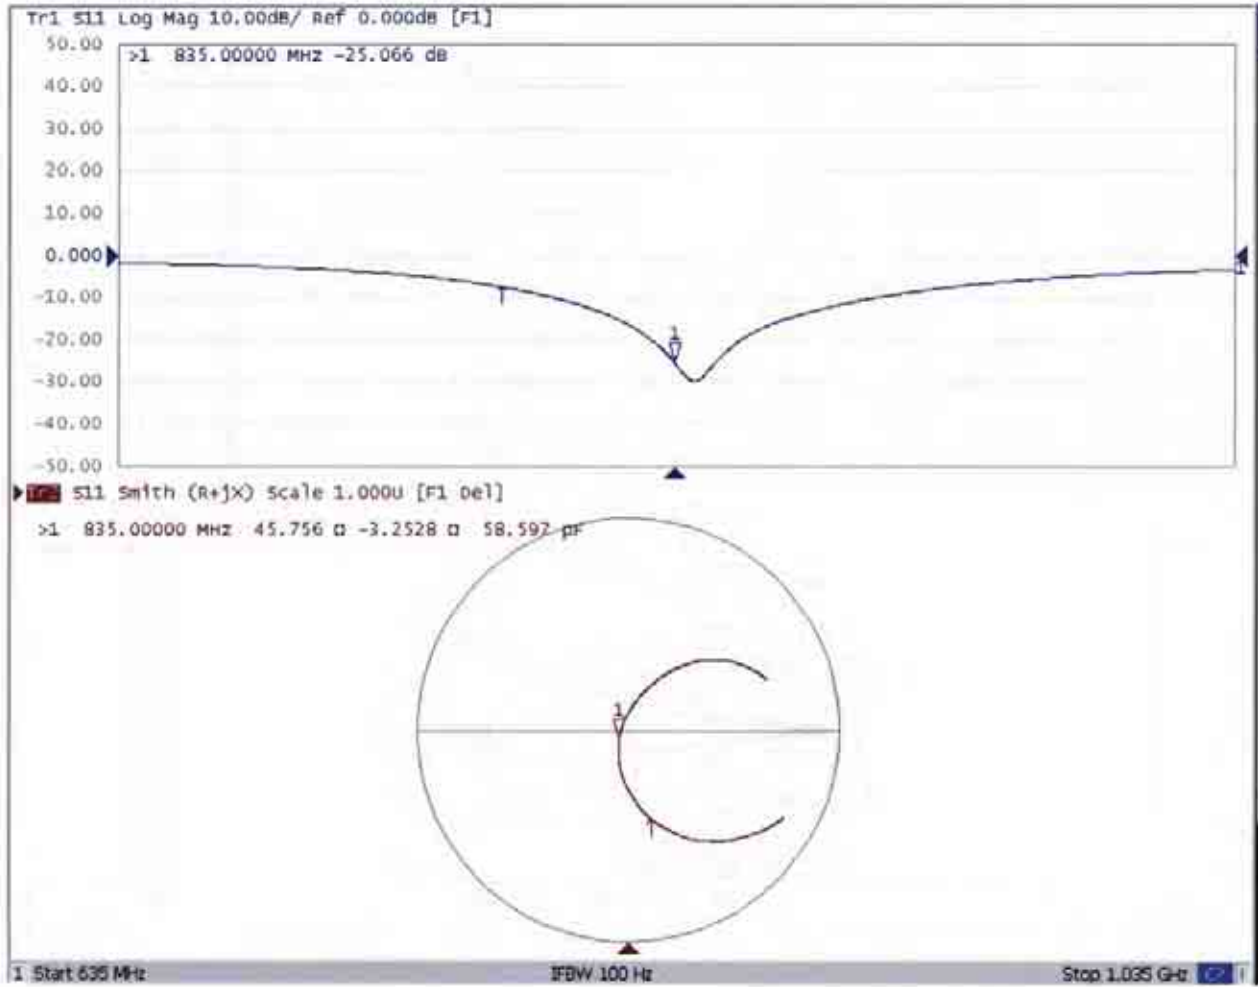 Tr1 S11 Log Mag 10.00dB/ Ref 0.000dB [F1]
50.00
>1 835.00000 MHz -25.066 dB
40.00
30.00
20.00
10.00
0.000
-10.00
-20.00
1
-30.00
-40.00
-50.00
Tr2 S11 Smith (R+jX) Scale 1.000U [F1 Del]
>1 835.00000 MHz 45.756 Ω -3.2528 Ω 58.597 pF
1
1 Start 635 MHz IFBW 100 Hz Stop 1.035 GHz